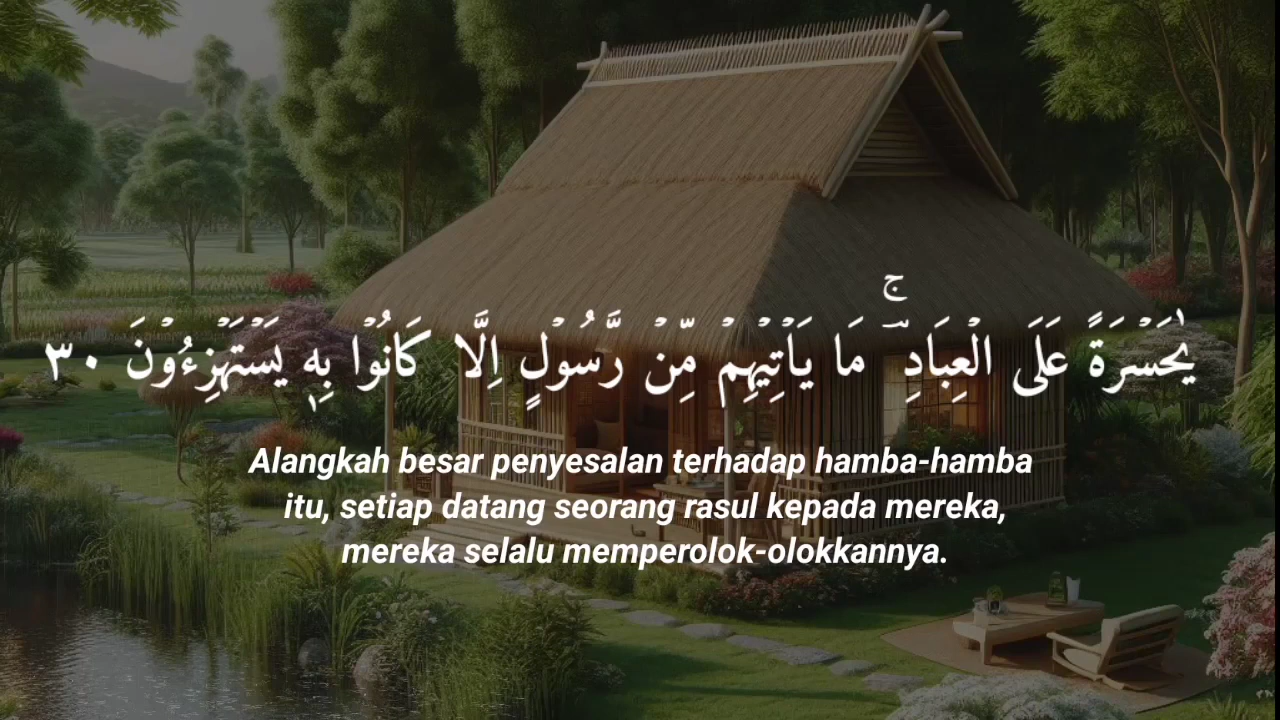 يٰحَسْرَةً عَلَى الْعِبَادِۚ مَا يَأْتِيْهِمْ مِّنْ رَّسُوْلٍ اِلَّا كَانُوْا بِهٖ يَسْتَهْزِءُوْنَ ٣٠
Alangkah besar penyesalan terhadap hamba-hamba
itu, setiap datang seorang rasul kepada mereka,
mereka selalu memperolok-olokkannya.